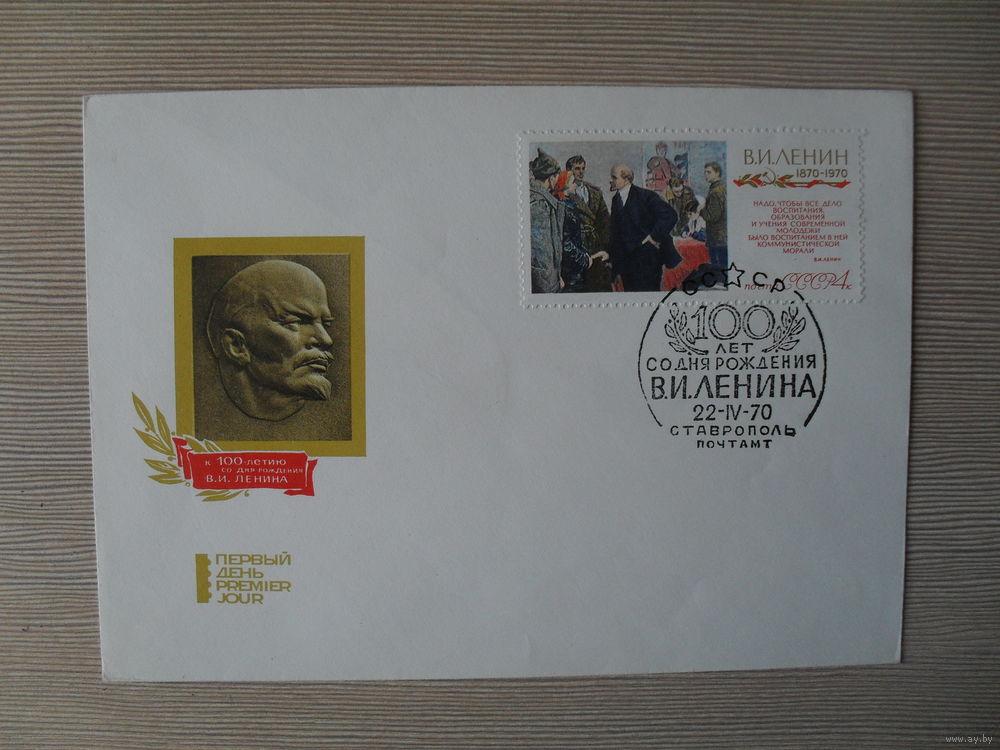 В.И.ЛЕНИН
1870-1970
НАДО, ЧТОБЫ ВСЕ ДЕЛО
ВОСПИТАНИЯ,
ОБРАЗОВАНИЯ
И УЧЕНИЯ СОВРЕМЕННОЙ
МОЛОДЕЖИ
БЫЛО ВОСПИТАНИЕМ В НЕЙ
КОММУНИСТИЧЕСКОЙ
МОРАЛИ
В.И.ЛЕНИН
почта СССР 4к
СССР
100
ЛЕТ
СО ДНЯ РОЖДЕНИЯ
В.И.ЛЕНИНА
22-IV-70
СТАВРОПОЛЬ
ПОЧТАМТ
К 100-ЛЕТИЮ
СО ДНЯ РОЖДЕНИЯ
В.И. ЛЕНИНА
ПЕРВЫЙ
ДЕНЬ
PREMIER
JOUR
www.ay.by